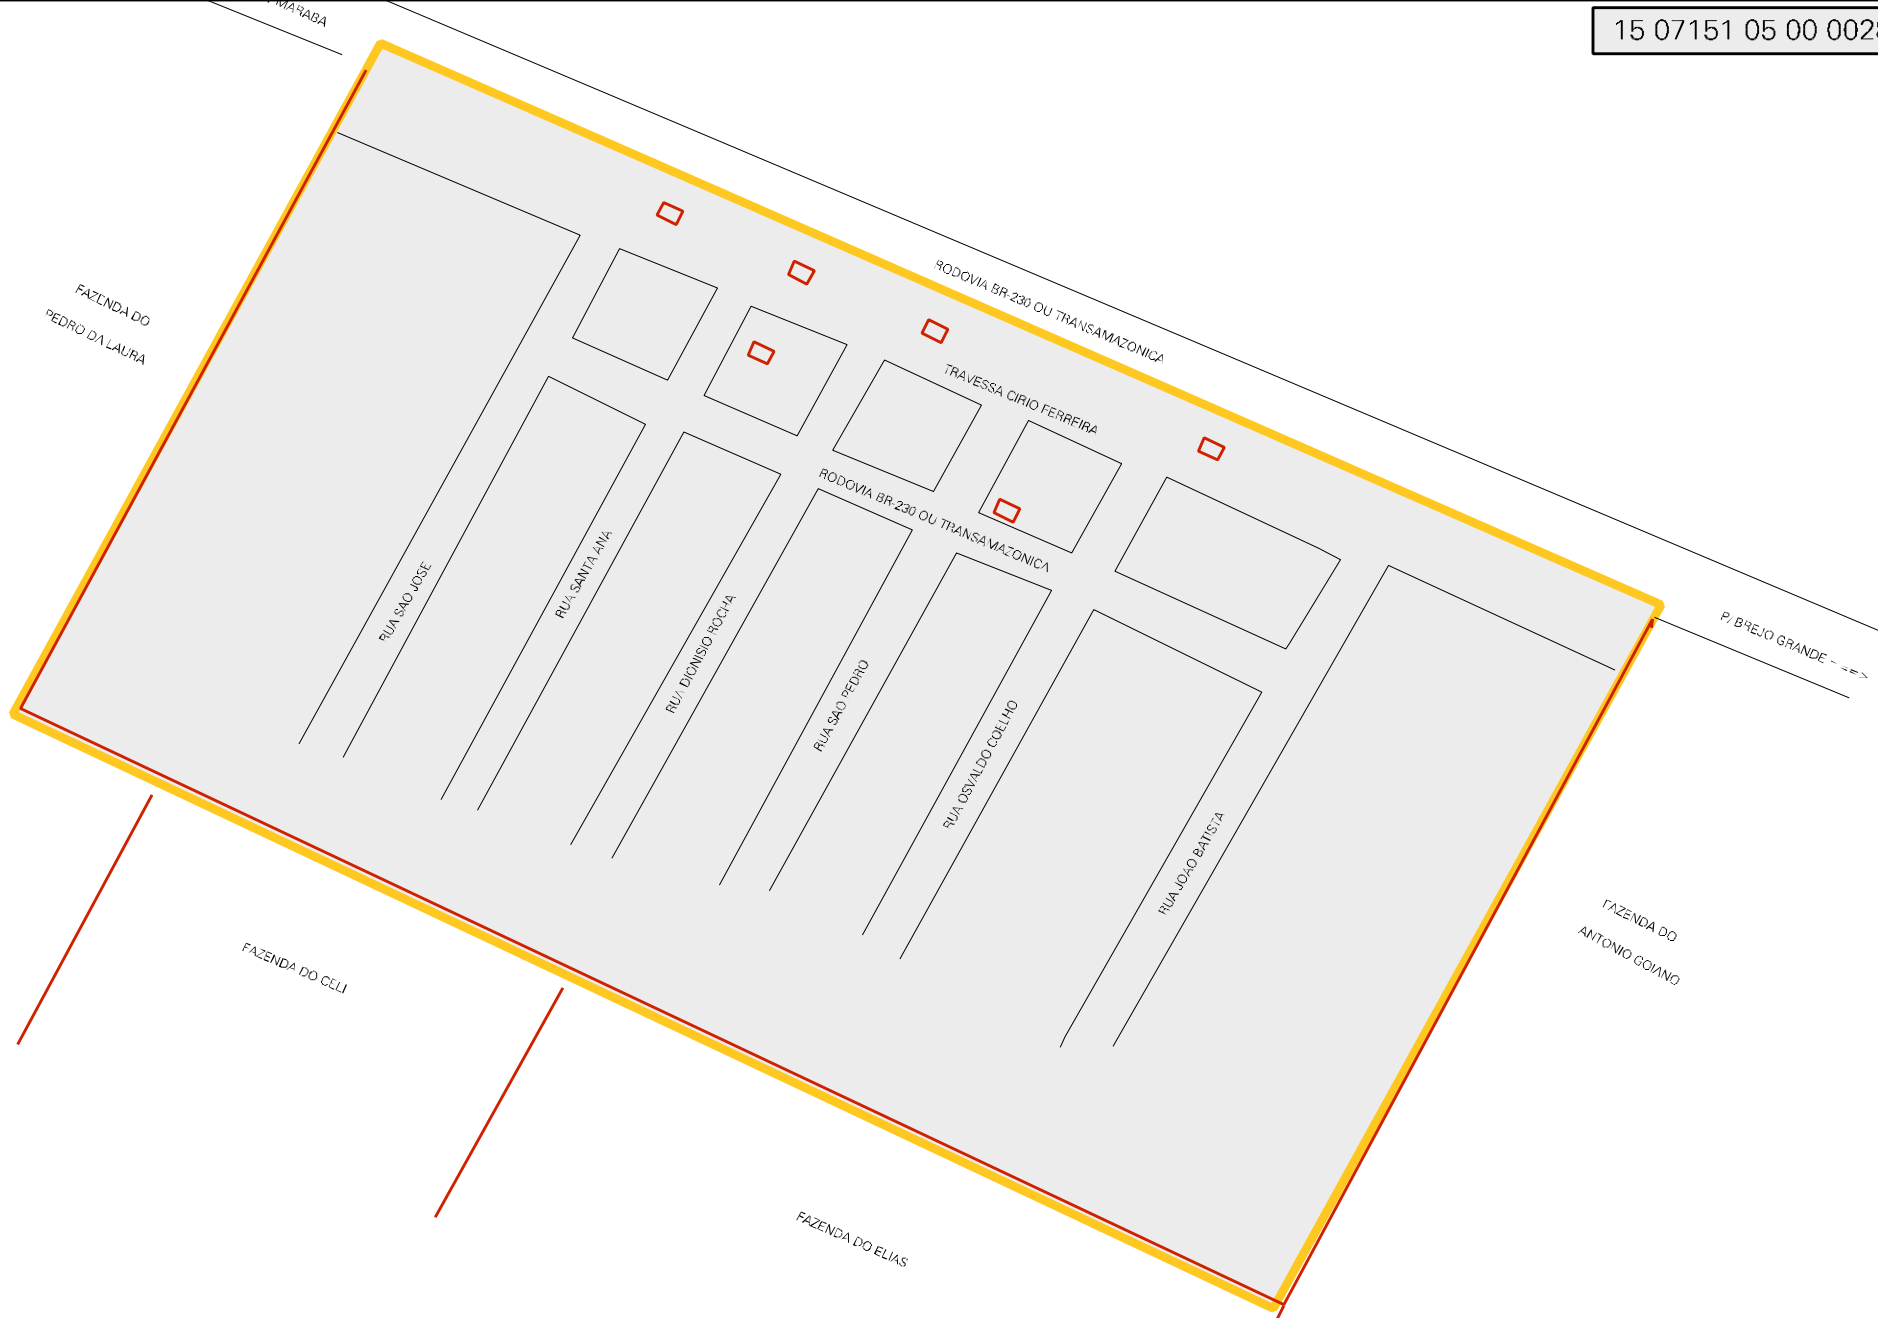 MARABA
15 07151 05 00 002
RODOVIA BR-230 OU TRANSAMAZONICA
FAZENDA DO
PEDRO DA LAURA
TRAVESSA CIRIO FERREIRA
RODOVIA BR-230 OU TRANSAMAZONICA
RUA SAO JOSE
RUA SANTA ANA
RUA DIONISIO ROCHA
RUA SAO PEDRO
RUA OSVALDO COELHO
RUA JOAO BATISTA
P/ BREJO GRANDE - ==>
FAZENDA DO
ANTONIO GOIANO
FAZENDA DO CELI
FAZENDA DO ELIAS